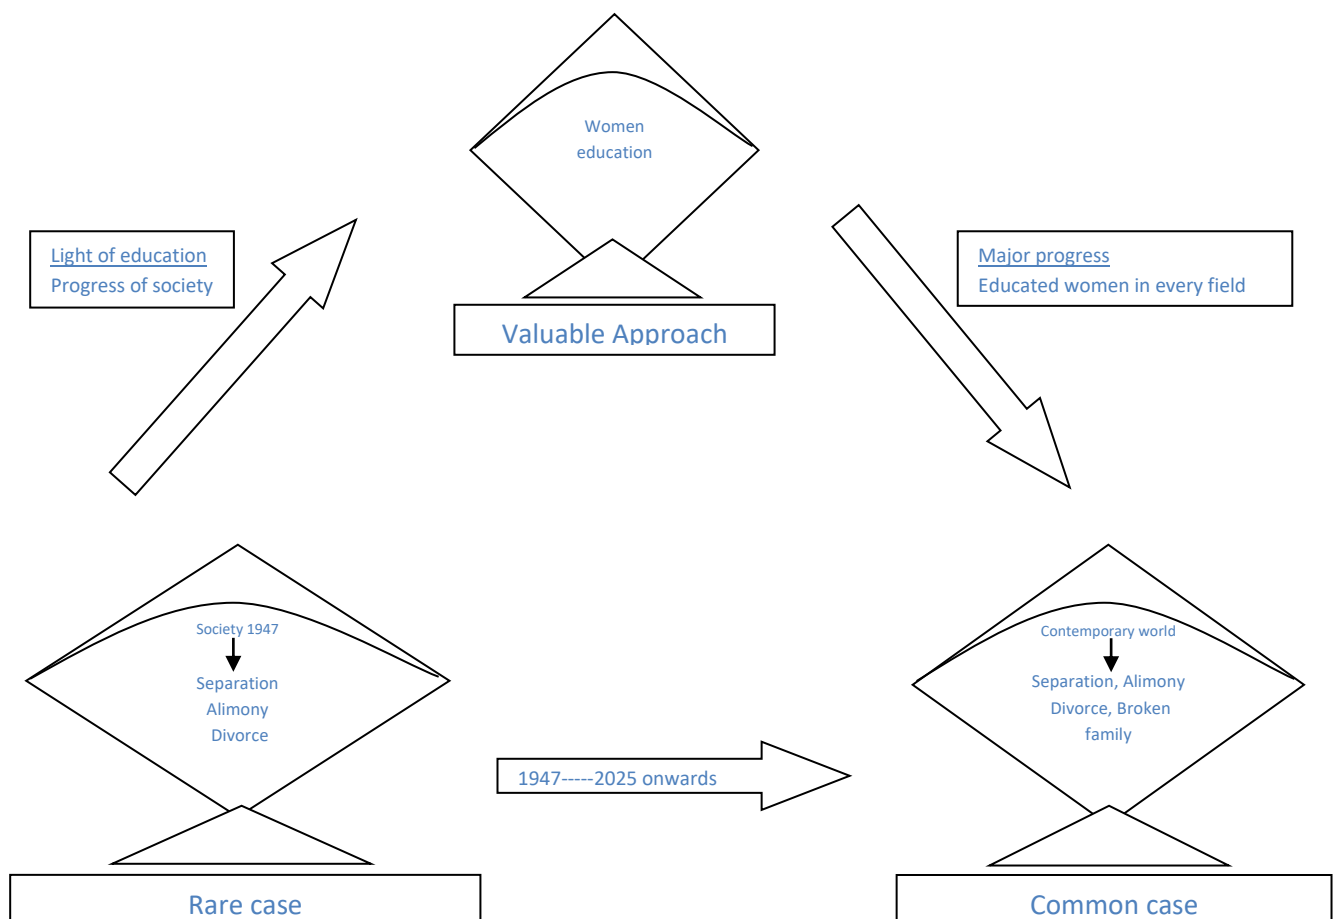 Women
education
Light of education
Progress of society
Major progress
Educated women in every field
Valuable Approach
Society 1947
Separation
Alimony
Divorce
Contemporary world
Separation, Alimony
Divorce, Broken
family
1947-----2025 onwards
Rare case
Common case